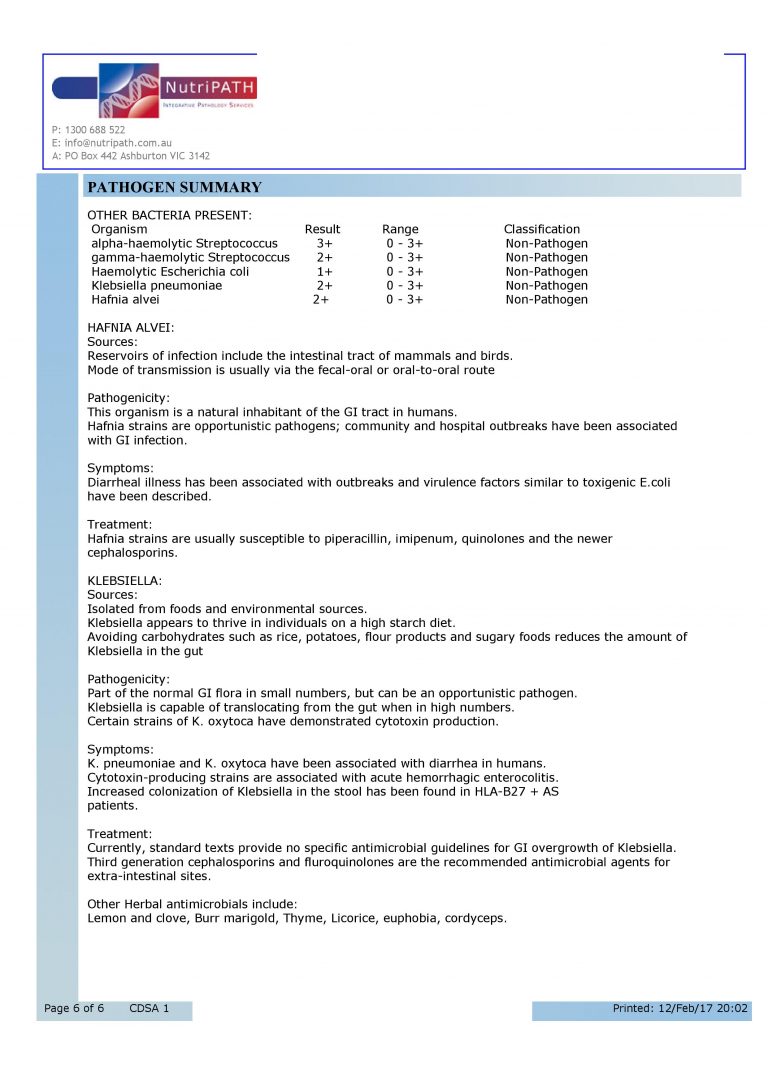 NutriPATH
INTEGRATIVE PATHOLOGY SERVICES
P: 1300 688 522
E: info@nutripath.com.au
A: PO Box 442 Ashburton VIC 3142
PATHOGEN SUMMARY
OTHER BACTERIA PRESENT:
Organism Result Range Classification
alpha-haemolytic Streptococcus 3+ 0 - 3+ Non-Pathogen
gamma-haemolytic Streptococcus 2+ 0 - 3+ Non-Pathogen
Haemolytic Escherichia coli 1+ 0 - 3+ Non-Pathogen
Klebsiella pneumoniae 2+ 0 - 3+ Non-Pathogen
Hafnia alvei 2+ 0 - 3+ Non-Pathogen
HAFNIA ALVEI:
Sources:
Reservoirs of infection include the intestinal tract of mammals and birds.
Mode of transmission is usually via the fecal-oral or oral-to-oral route
Pathogenicity:
This organism is a natural inhabitant of the GI tract in humans.
Hafnia strains are opportunistic pathogens; community and hospital outbreaks have been associated
with GI infection.
Symptoms:
Diarrheal illness has been associated with outbreaks and virulence factors similar to toxigenic E.coli
have been described.
Treatment:
Hafnia strains are usually susceptible to piperacillin, imipenum, quinolones and the newer
cephalosporins.
KLEBSIELLA:
Sources:
Isolated from foods and environmental sources.
Klebsiella appears to thrive in individuals on a high starch diet.
Avoiding carbohydrates such as rice, potatoes, flour products and sugary foods reduces the amount of
Klebsiella in the gut
Pathogenicity:
Part of the normal GI flora in small numbers, but can be an opportunistic pathogen.
Klebsiella is capable of translocating from the gut when in high numbers.
Certain strains of K. oxytoca have demonstrated cytotoxin production.
Symptoms:
K. pneumoniae and K. oxytoca have been associated with diarrhea in humans.
Cytotoxin-producing strains are associated with acute hemorrhagic enterocolitis.
Increased colonization of Klebsiella in the stool has been found in HLA-B27 + AS
patients.
Treatment:
Currently, standard texts provide no specific antimicrobial guidelines for GI overgrowth of Klebsiella.
Third generation cephalosporins and fluroquinolones are the recommended antimicrobial agents for
extra-intestinal sites.
Other Herbal antimicrobials include:
Lemon and clove, Burr marigold, Thyme, Licorice, euphobia, cordyceps.
Page 6 of 6 CDSA 1 Printed: 12/Feb/17 20:02